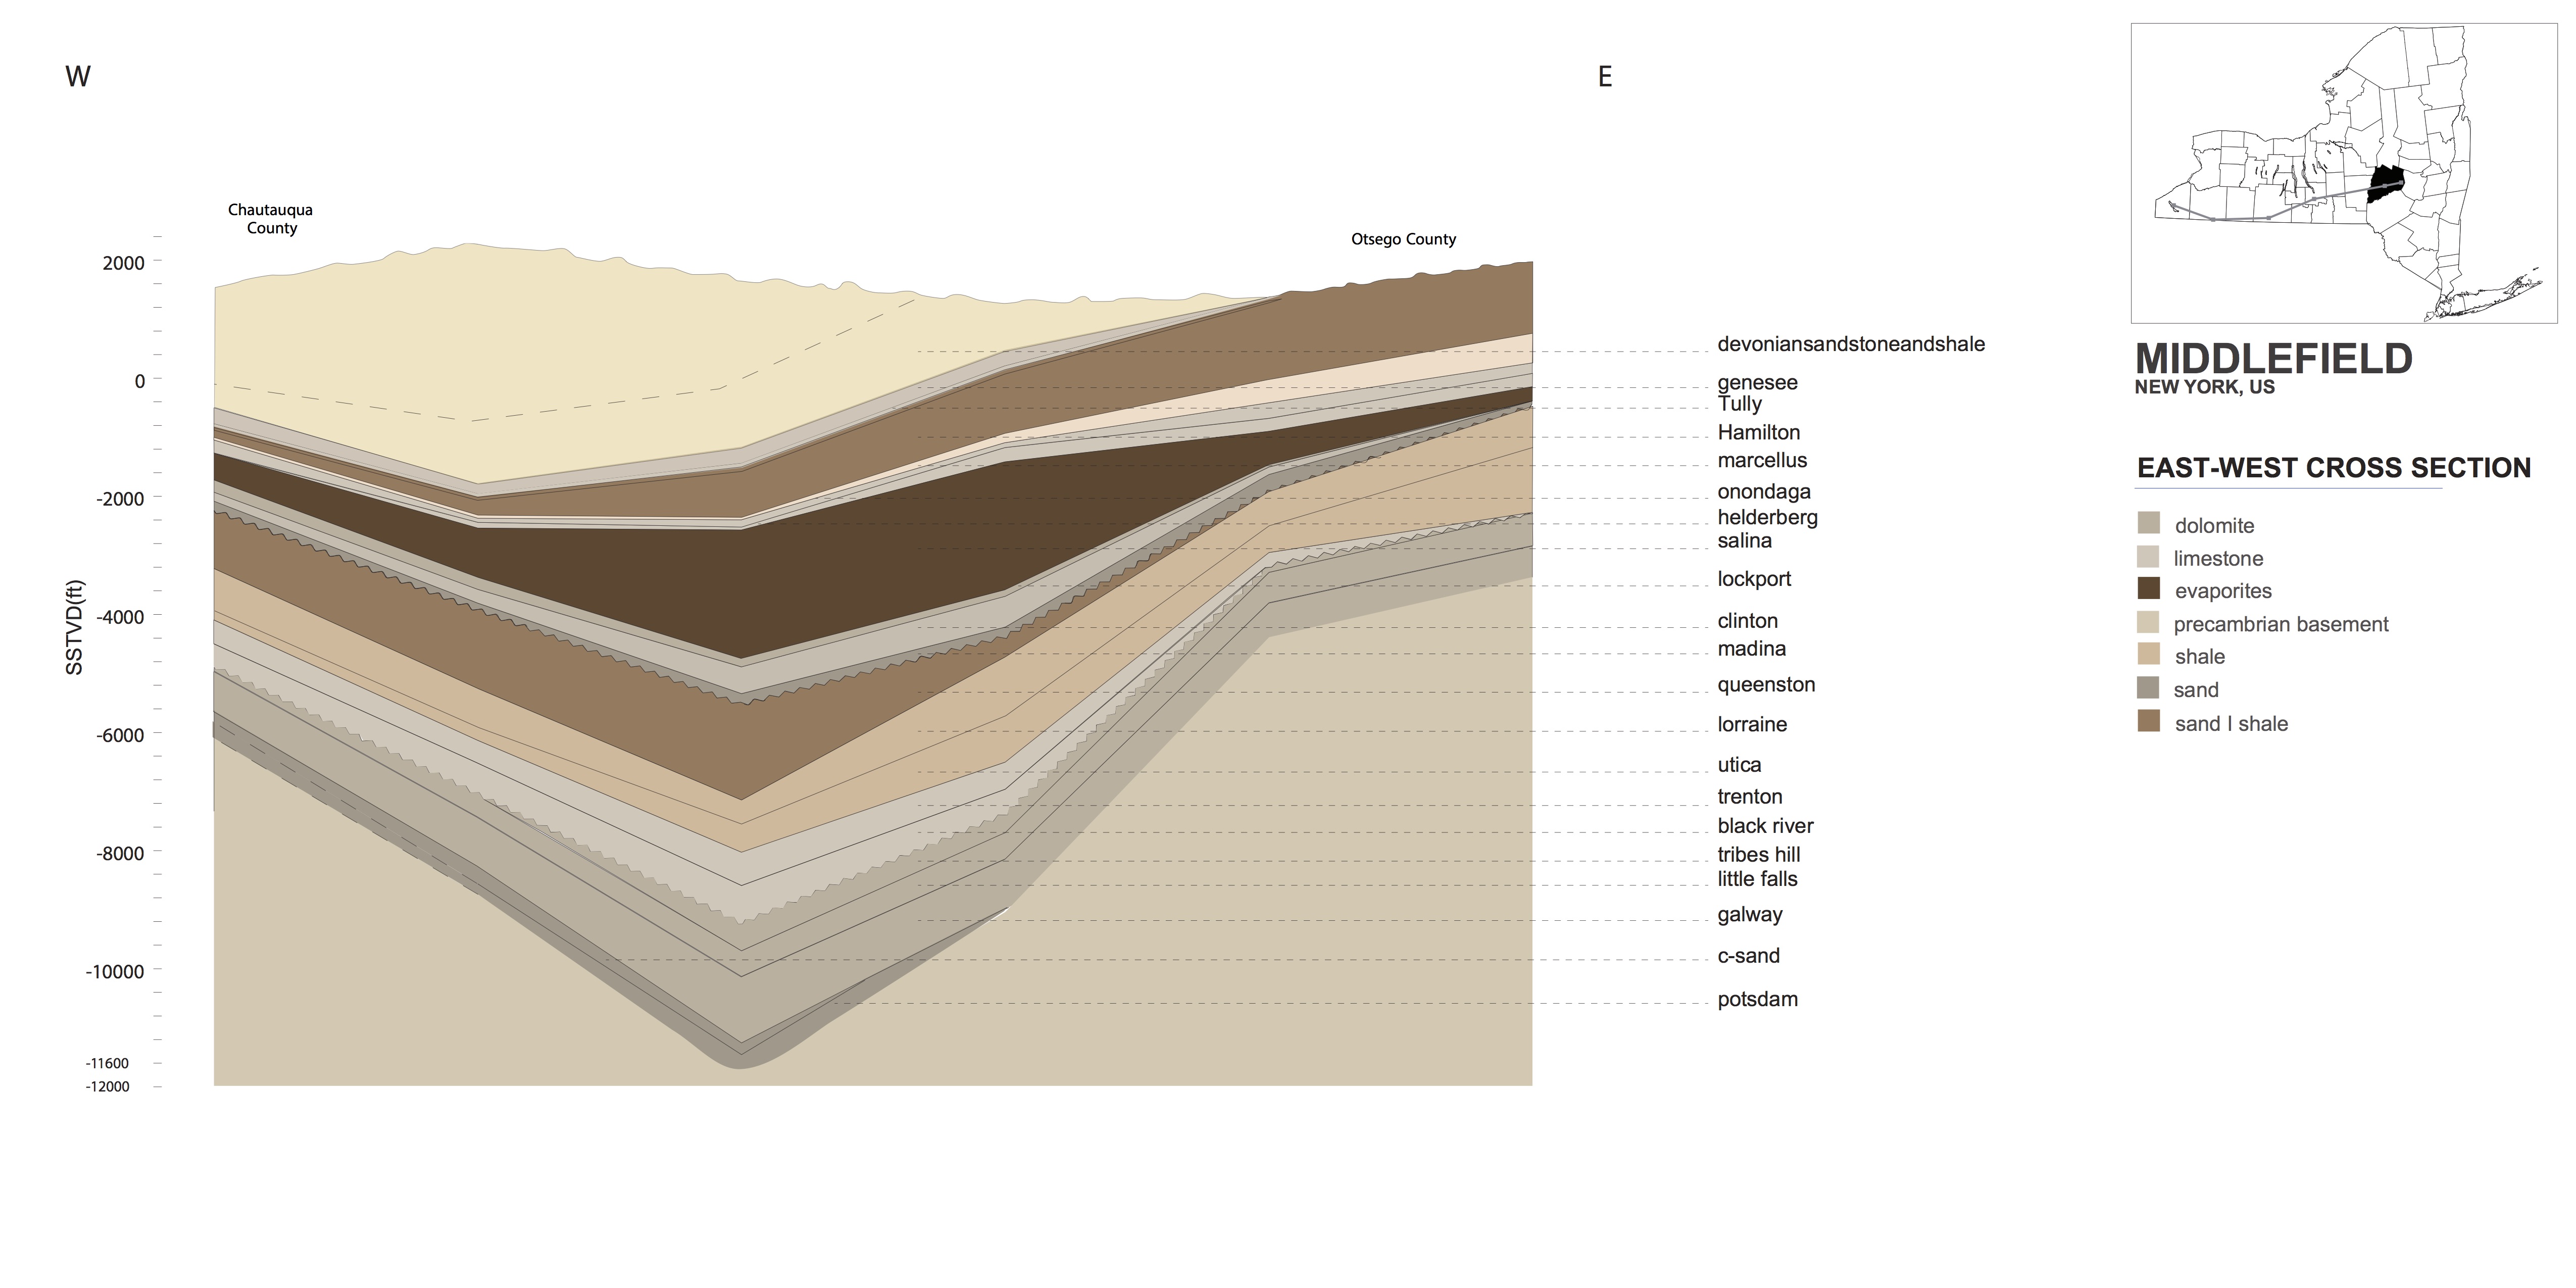 W
E
Chautauqua
County
Otsego County
2000
0
-2000
-4000
-6000
-8000
-10000
-11600
-12000
SSTVD(ft)
devoniansandstoneandshale
genesee
Tully
Hamilton
marcellus
onondaga
helderberg
salina
lockport
clinton
madina
queenston
lorraine
utica
trenton
black river
tribes hill
little falls
galway
c-sand
potsdam
MIDDLEFIELD
NEW YORK, US
EAST-WEST CROSS SECTION
dolomite
limestone
evaporites
precambrian basement
shale
sand
sand I shale